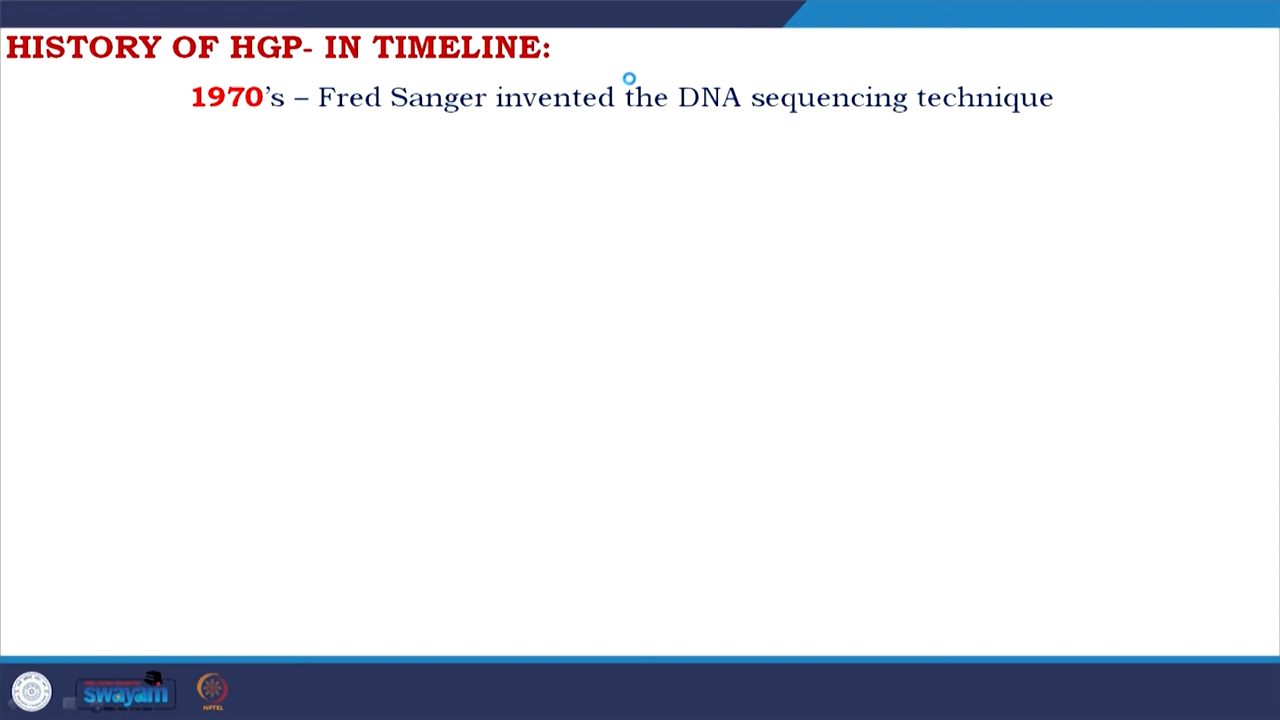 HISTORY OF HGP- IN TIMELINE:
1970’s – Fred Sanger invented the DNA sequencing technique
swayam
NPTEL